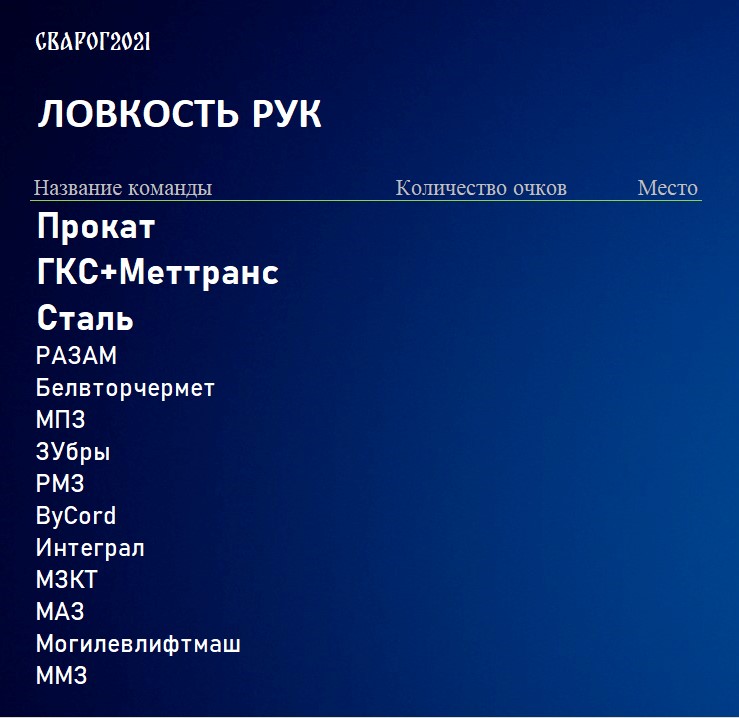 СВАРОГ2021
ЛОВКОСТЬ РУК
Название команды Количество очков Место
Прокат
ГКС+Меттранс
Сталь
РАЗАМ
Белвторчермет
МПЗ
ЗУбры
РМЗ
ByCord
Интеграл
МЗКТ
МАЗ
Могилевлифтмаш
ММЗ